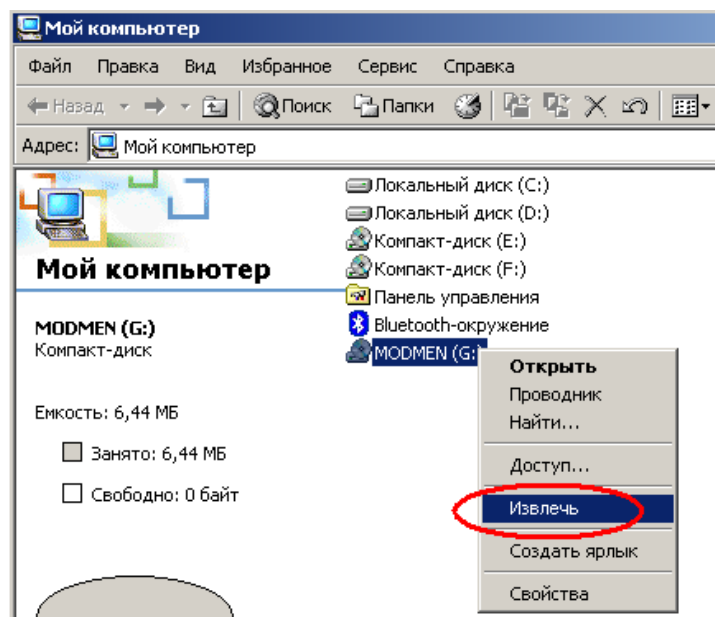 Мой компьютер
Файл Правка Вид Избранное Сервис Справка
Назад Поиск Папки
Адрес: Мой компьютер
Мой компьютер
MODMEN (G:)
Компакт-диск
Емкость: 6,44 МБ
Занято: 6,44 МБ
Свободно: 0 байт
Локальный диск (C:)
Локальный диск (D:)
Компакт-диск (E:)
Компакт-диск (F:)
Панель управления
Bluetooth-окружение
MODMEN (G:)
Открыть
Проводник
Найти...
Доступ...
Извлечь
Создать ярлык
Свойства